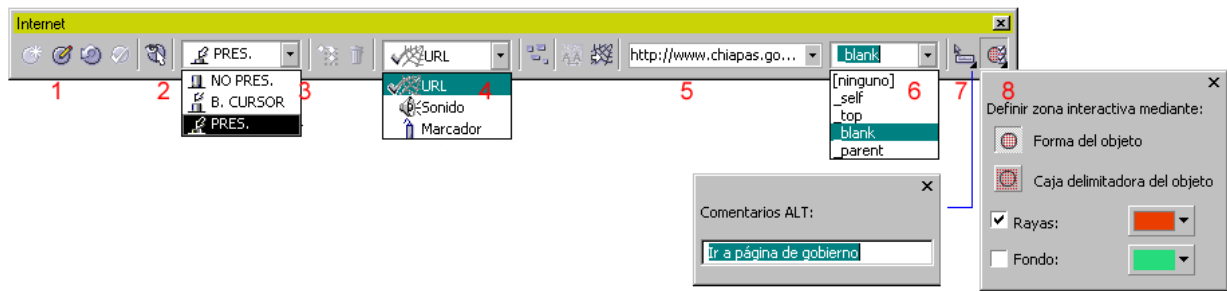 Internet
PRES.
URL
http://www.chiapas.go...
_blank
1
2
3
4
5
6
7
8
NO PRES.
B. CURSOR
PRES.
URL
Sonido
Marcador
[ninguno]
_self
_top
_blank
_parent
Definir zona interactiva mediante:
Forma del objeto
Caja delimitadora del objeto
Rayas:
Fondo:
Comentarios ALT:
Ir a página de gobierno